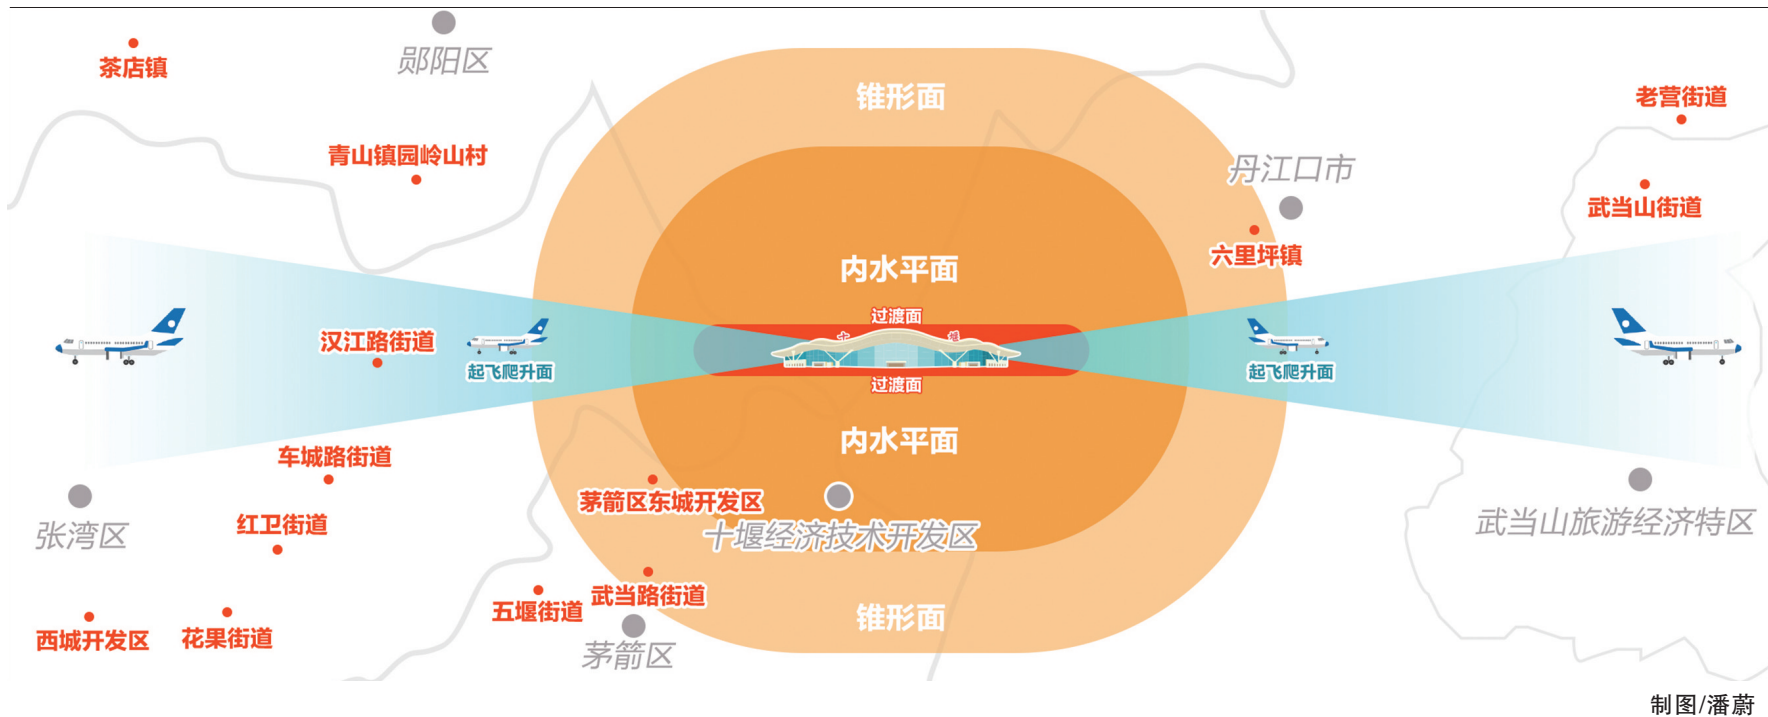 郧阳区
茶店镇
锥形面
老营街道
青山镇园岭山村
丹江口市
武当山街道
六里坪镇
内水平面
过渡面
十 堰
汉江路街道
起飞爬升面
起飞爬升面
过渡面
内水平面
车城路街道
茅箭区东城开发区
红卫街道
张湾区
十堰经济技术开发区
武当山旅游经济特区
武当路街道
五堰街道
锥形面
西城开发区
花果街道
茅箭区
制图/潘蔚